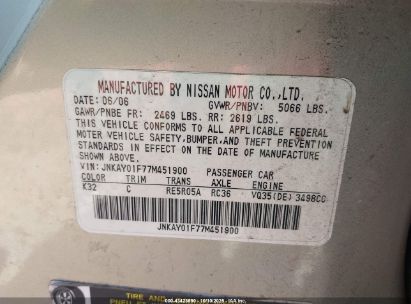 MANUFACTURED BY NISSAN MOTOR CO.,LTD.
DATE: 06/06 GVWR/PNBV: 5066 LBS.
GAWR/PNBE FR: 2469 LBS. RR: 2619 LBS.
THIS VEHICLE CONFORMS TO ALL APPLICABLE FEDERAL
MOTOR VEHICLE SAFETY, BUMPER, AND THEFT PREVENTION
STANDARDS IN EFFECT ON THE DATE OF MANUFACTURE
SHOWN ABOVE.
VIN: JNKAY01F77M451900 PASSENGER CAR
COLOR TRIM TRANS AXLE ENGINE
K32 C RE5R05A RC36 VQ35(DE) 3498CC
JNKAY01F77M451900
TIRE AND